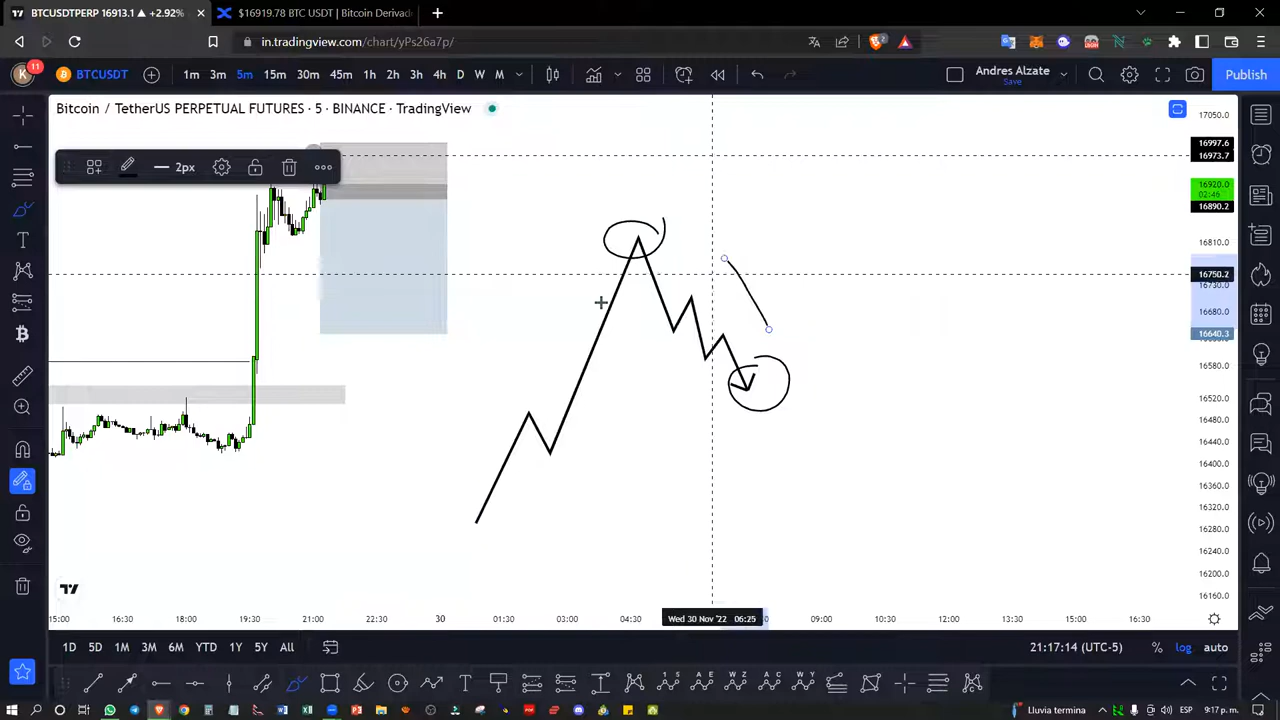 BTCUSDTPERP 16913.1 ▲ +2.92%
$16919.78 BTC USDT | Bitcoin Derivad
in.tradingview.com/chart/yPs26a7p/
2
K
11
BTCUSDT
1m 3m 5m 15m 30m 45m 1h 2h 3h 4h D W M
Andres Alzate
Save
Publish
Bitcoin / TetherUS PERPETUAL FUTURES · 5 · BINANCE · TradingView
2px
17050.0
16997.6
16973.7
16920.0
02:46
16890.2
16810.0
16750.2
16730.0
16680.0
16640.3
16580.0
16520.0
16480.0
16440.0
16400.0
16360.0
16320.0
16280.0
16240.0
16200.0
16160.0
15:00 16:30 18:00 19:30 21:00 22:30 30 01:30 03:00 04:30 Wed 30 Nov '22 06:25 09:00 10:30 12:00 13:30 15:00 16:30
1D 5D 1M 3M 6M YTD 1Y 5Y All
21:17:14 (UTC-5) % log auto
Lluvia termina ESP 9:17 p. m.